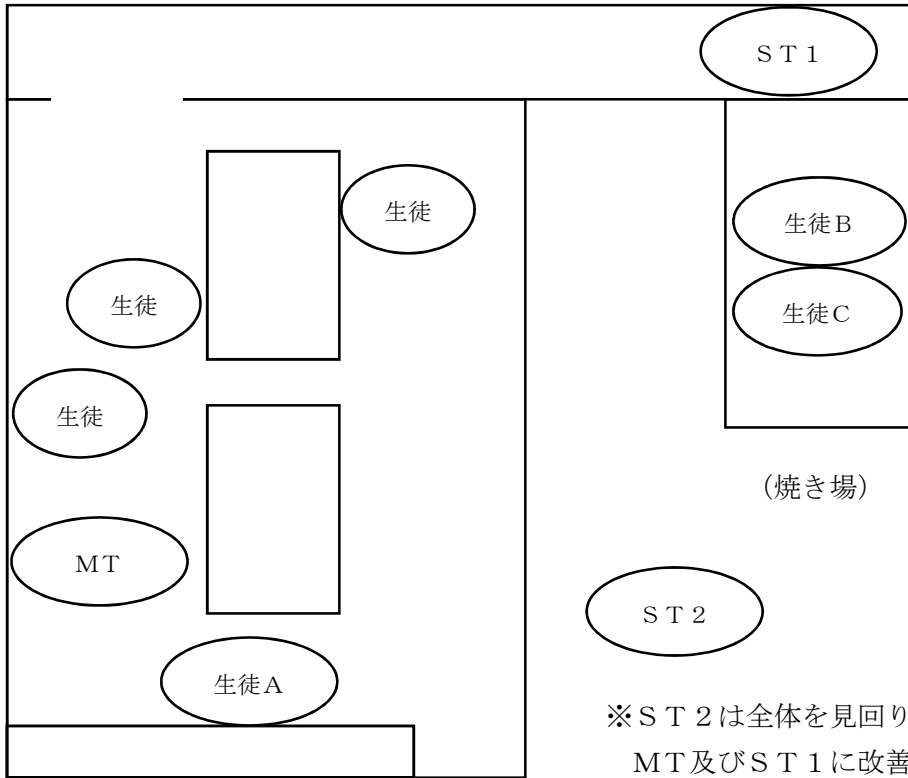 ＳＴ１
生徒
生徒Ｂ
生徒
生徒Ｃ
生徒
（焼き場）
ＭＴ
ＳＴ２
生徒Ａ
※ＳＴ２は全体を見回り
ＭＴ及びＳＴ１に改善